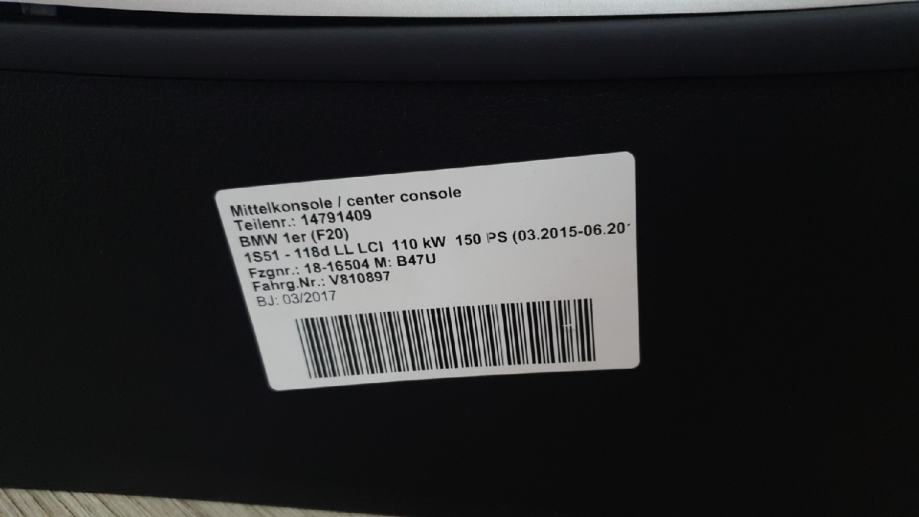 Mittelkonsole / center console
Teilenr.: 14791409
BMW 1er (F20)
1S51 - 118d LL LCI 110 kW 150 PS (03.2015-06.201
Fzgnr.: 18-16504 M: B47U
Fahrg.Nr.: V810897
BJ: 03/2017